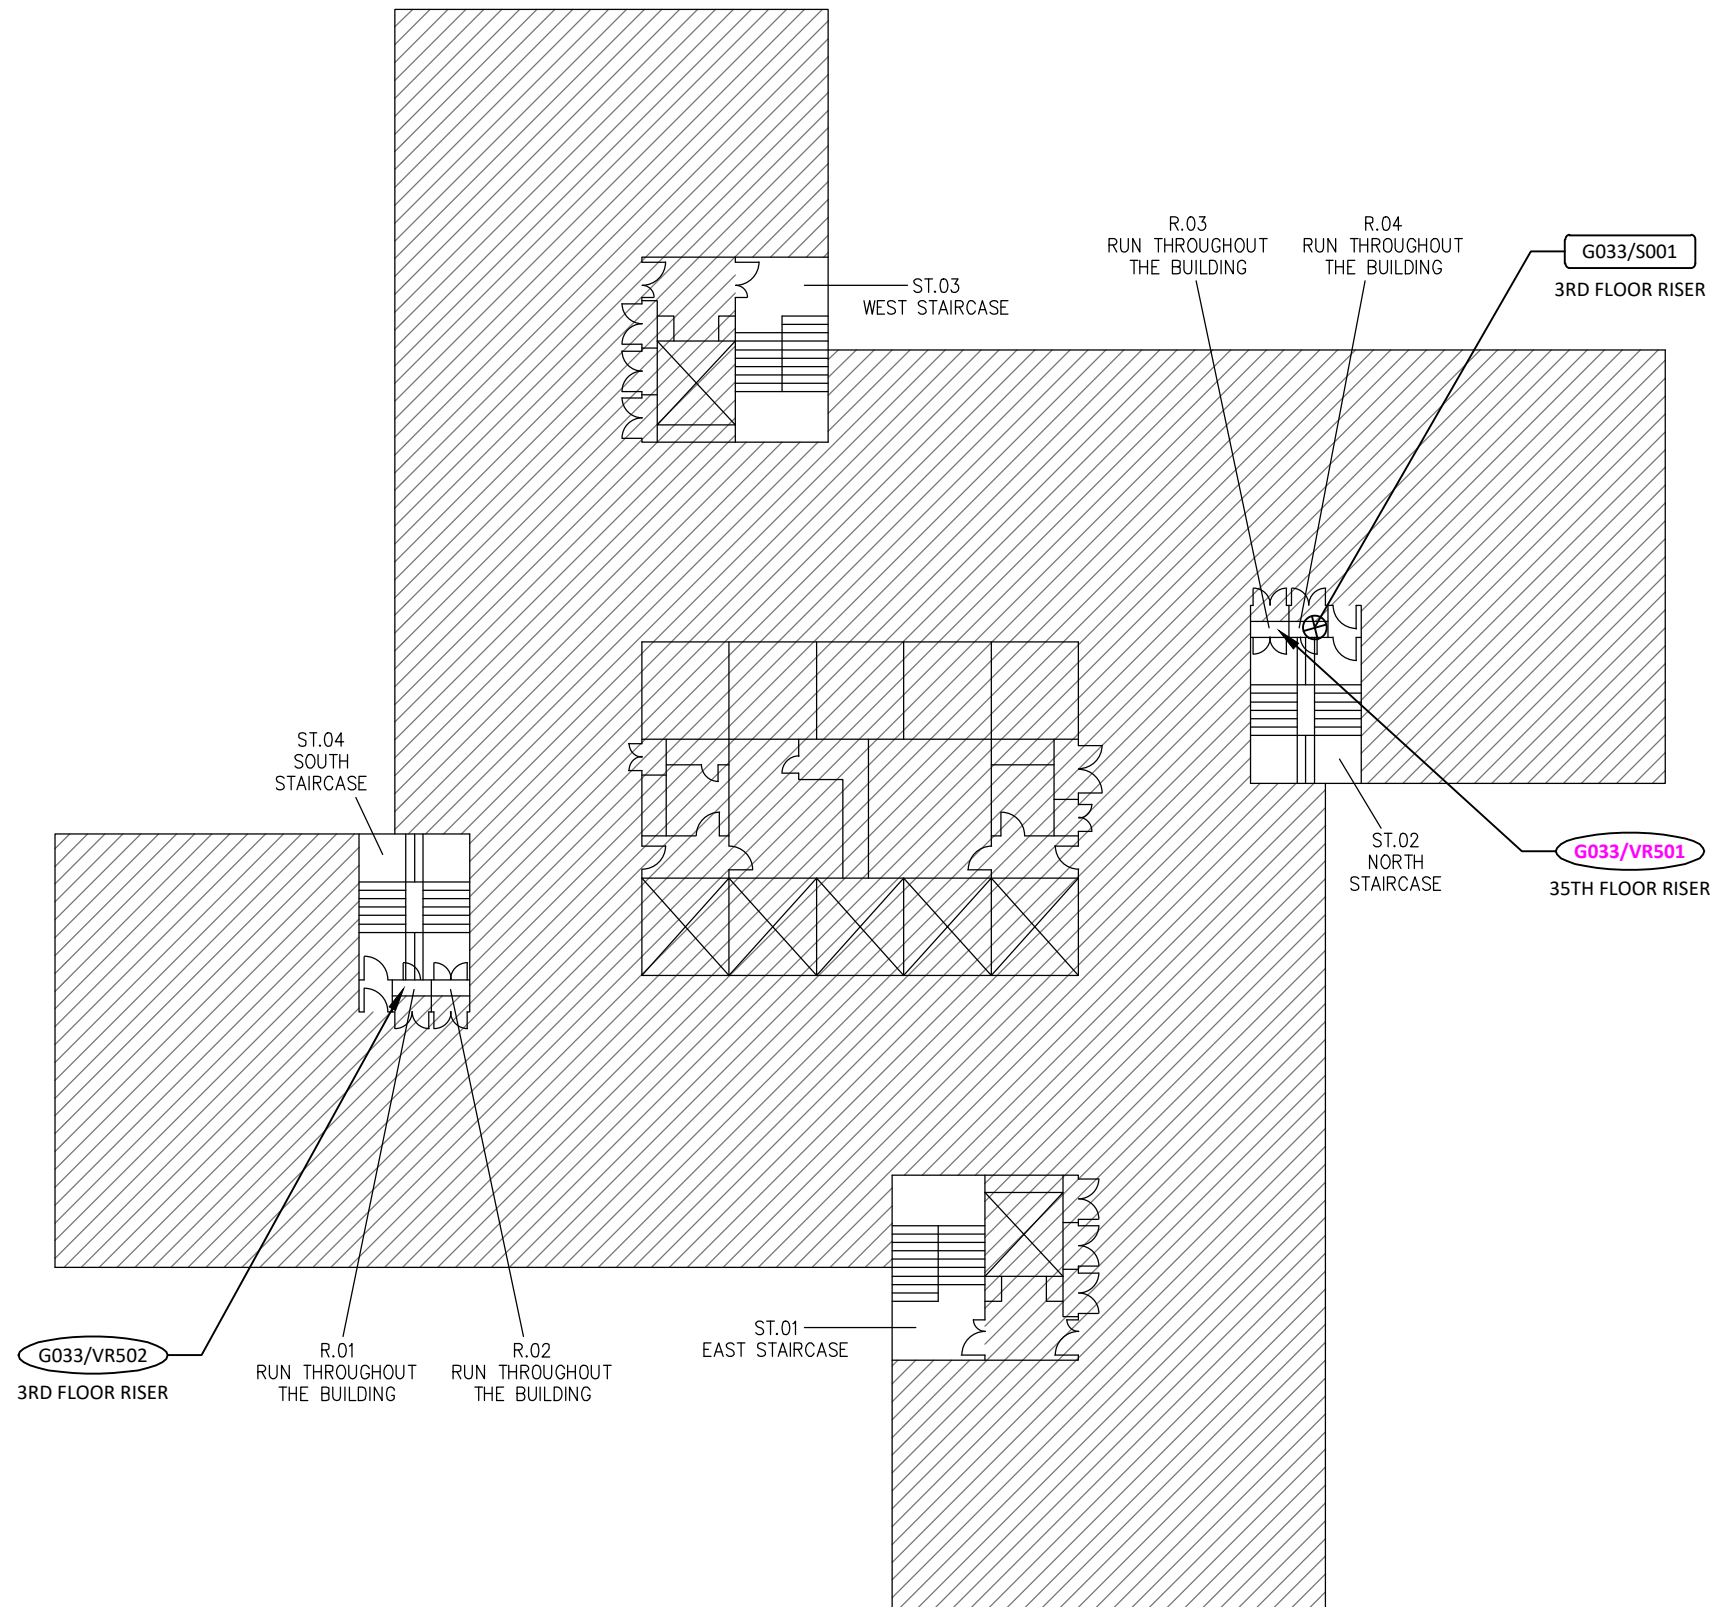 R.03
RUN THROUGHOUT
THE BUILDING
R.04
RUN THROUGHOUT
THE BUILDING
G033/S001
3RD FLOOR RISER
ST.03
WEST STAIRCASE
ST.04
SOUTH
STAIRCASE
ST.02
NORTH
STAIRCASE
G033/VR501
35TH FLOOR RISER
G033/VR502
3RD FLOOR RISER
R.01
RUN THROUGHOUT
THE BUILDING
R.02
RUN THROUGHOUT
THE BUILDING
ST.01
EAST STAIRCASE